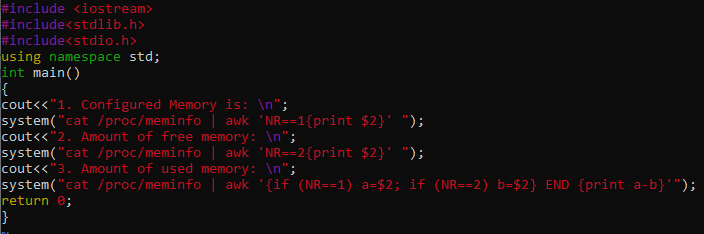 #include <iostream>
#include<stdlib.h>
#include<stdio.h>
using namespace std;
int main()
{
cout<<"1. Configured Memory is: \n";
system("cat /proc/meminfo | awk 'NR==1{print $2}' ");
cout<<"2. Amount of free memory: \n";
system("cat /proc/meminfo | awk 'NR==2{print $2}' ");
cout<<"3. Amount of used memory: \n";
system("cat /proc/meminfo | awk '{if (NR==1) a=$2; if (NR==2) b=$2} END {print a-b}'");
return 0;
}